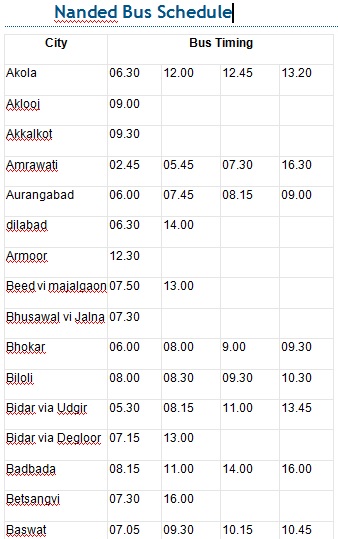 Nanded Bus Schedule
City Bus Timing
Akola 06.30 12.00 12.45 13.20
Aklooj 09.00
Akkalkot 09.30
Amrawati 02.45 05.45 07.30 16.30
Aurangabad 06.00 07.45 08.15 09.00
dilabad 06.30 14.00
Armoor 12.30
Beed vi majalgaon 07.50 13.00
Bhusawal vi Jalna 07.30
Bhokar 06.00 08.00 9.00 09.30
Biloli 08.00 08.30 09.30 10.30
Bidar via Udgir 05.30 08.15 11.00 13.45
Bidar via Degloor 07.15 13.00
Badbada 08.15 11.00 14.00 16.00
Betsangvi 07.30 16.00
Baswat 07.05 09.30 10.15 10.45